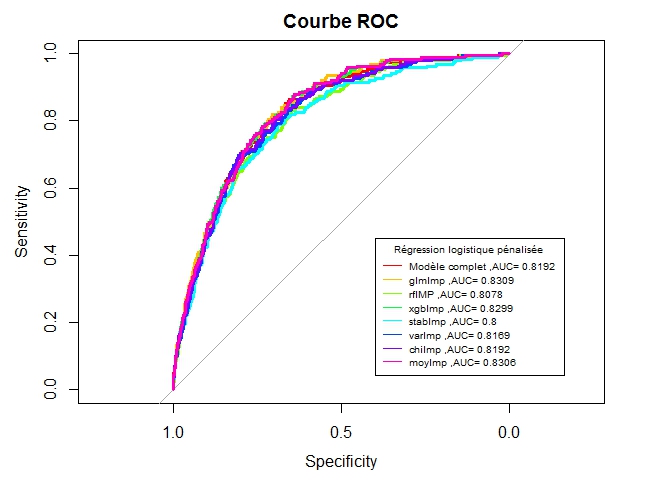 Courbe ROC
Sensitivity
1.0
0.8
0.6
0.4
0.2
0.0
Régression logistique pénalisée
Modèle complet ,AUC= 0.8192
glmImp ,AUC= 0.8309
rfIMP ,AUC= 0.8078
xgbImp ,AUC= 0.8299
stabImp ,AUC= 0.8
varImp ,AUC= 0.8169
chiImp ,AUC= 0.8192
moyImp ,AUC= 0.8306
1.0 0.5 0.0
Specificity